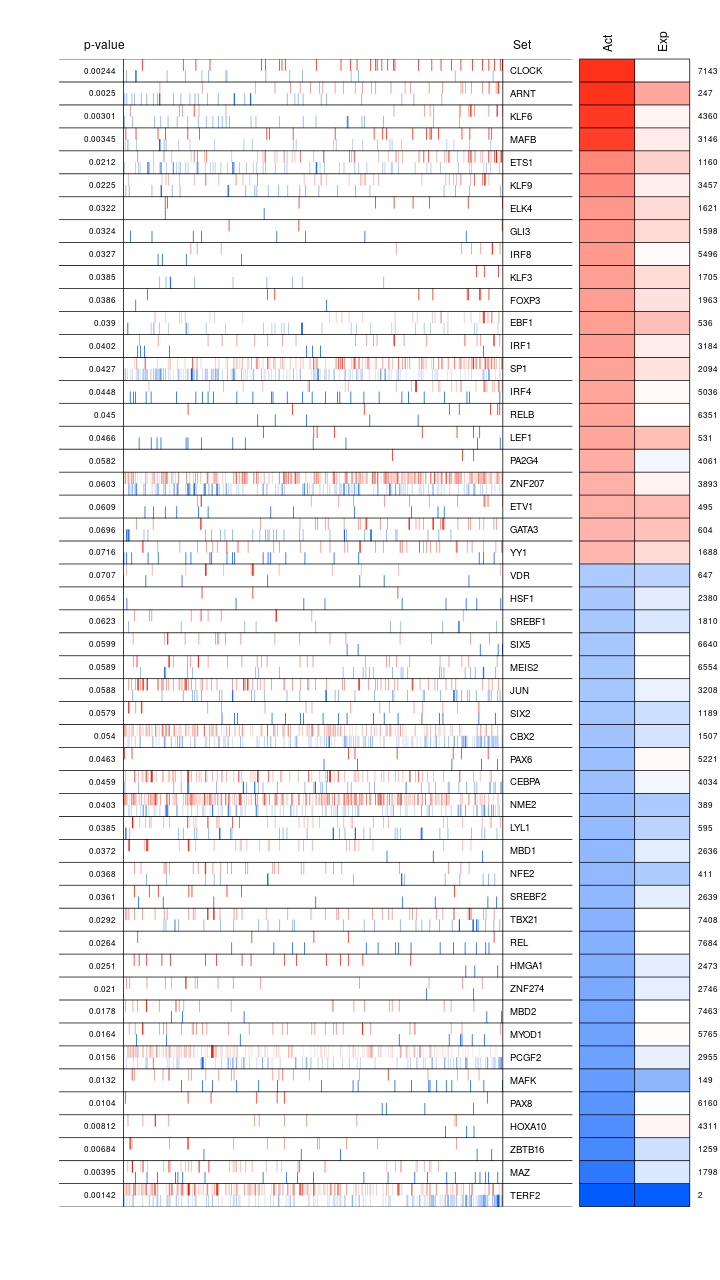 p-value Set Act Exp
0.00244 CLOCK 7143
0.0025 ARNT 247
0.00301 KLF6 4360
0.00345 MAFB 3146
0.0212 ETS1 1160
0.0225 KLF9 3457
0.0322 ELK4 1621
0.0324 GLI3 1598
0.0327 IRF8 5496
0.0385 KLF3 1705
0.0386 FOXP3 1963
0.039 EBF1 536
0.0402 IRF1 3184
0.0427 SP1 2094
0.0448 IRF4 5036
0.045 RELB 6351
0.0466 LEF1 531
0.0582 PA2G4 4061
0.0603 ZNF207 3893
0.0609 ETV1 495
0.0696 GATA3 604
0.0716 YY1 1688
0.0707 VDR 647
0.0654 HSF1 2380
0.0623 SREBF1 1810
0.0599 SIX5 6640
0.0589 MEIS2 6554
0.0588 JUN 3208
0.0579 SIX2 1189
0.054 CBX2 1507
0.0463 PAX6 5221
0.0459 CEBPA 4034
0.0403 NME2 389
0.0385 LYL1 595
0.0372 MBD1 2636
0.0368 NFE2 411
0.0361 SREBF2 2639
0.0292 TBX21 7408
0.0264 REL 7684
0.0251 HMGA1 2473
0.021 ZNF274 2746
0.0178 MBD2 7463
0.0164 MYOD1 5765
0.0156 PCGF2 2955
0.0132 MAFK 149
0.0104 PAX8 6160
0.00812 HOXA10 4311
0.00684 ZBTB16 1259
0.00395 MAZ 1798
0.00142 TERF2 2